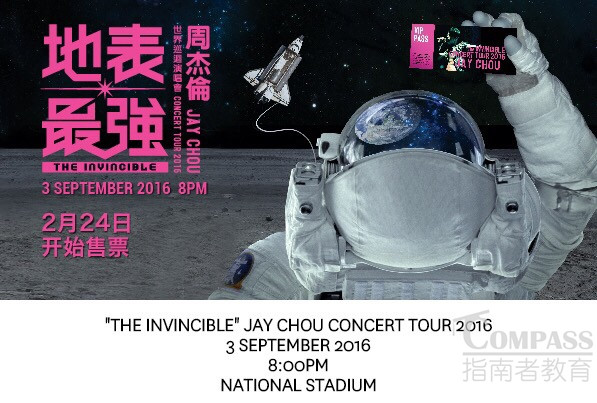 地表
最強
THE INVINCIBLE
周杰倫 JAY CHOU
世界巡迴演唱會 CONCERT TOUR 2016
3 SEPTEMBER 2016 8PM
2月24日
开始售票
VIP
PASS
INVINCIBLE
CONCERT TOUR 2016
JAY CHOU
"THE INVINCIBLE" JAY CHOU CONCERT TOUR 2016
3 SEPTEMBER 2016
8:00PM
NATIONAL STADIUM
COMPASS
指南者教育